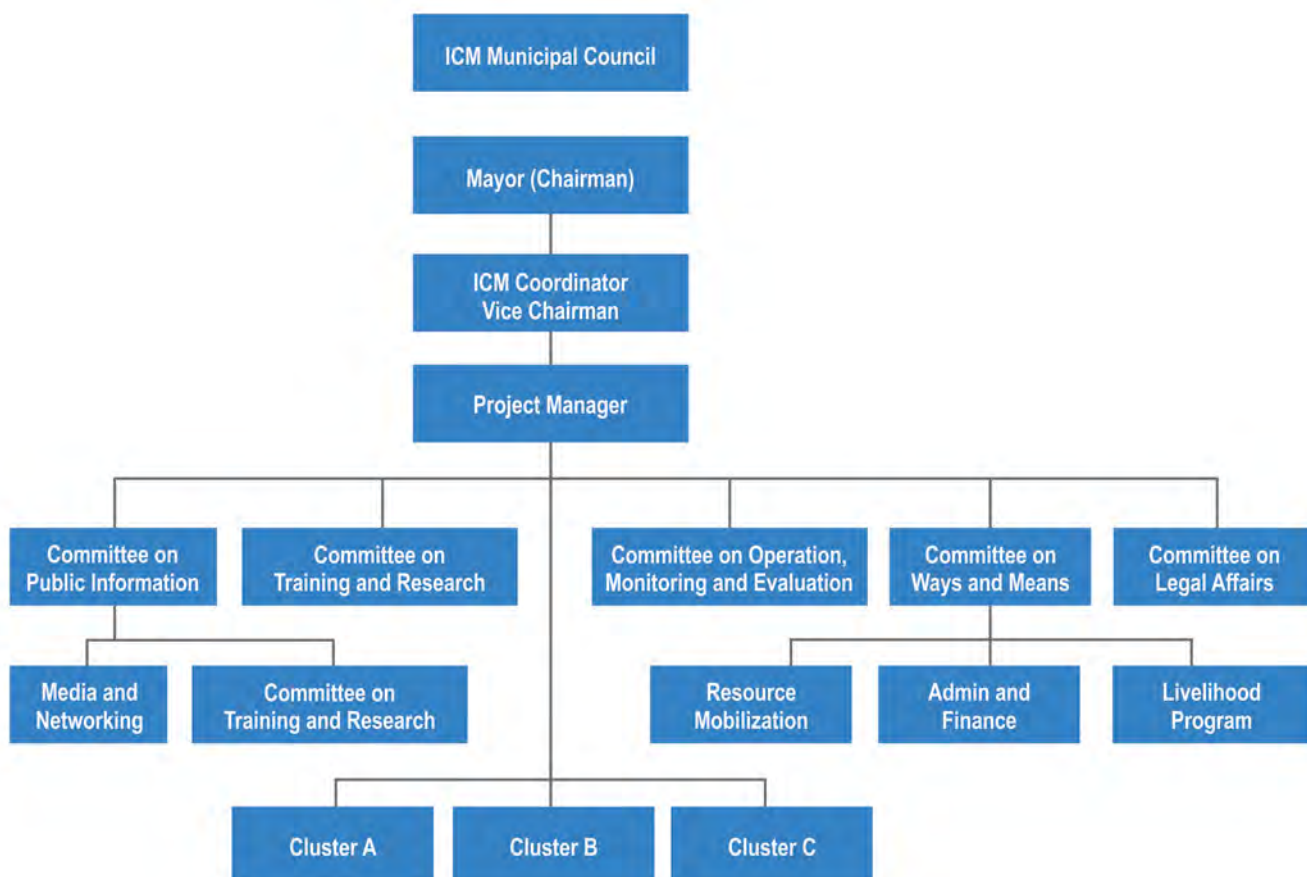 ICM Municipal Council
Mayor (Chairman)
ICM Coordinator
Vice Chairman
Project Manager
Committee on
Public Information
Committee on
Training and Research
Committee on Operation,
Monitoring and Evaluation
Committee on
Ways and Means
Committee on
Legal Affairs
Media and
Networking
Committee on
Training and Research
Resource
Mobilization
Admin and
Finance
Livelihood
Program
Cluster A
Cluster B
Cluster C